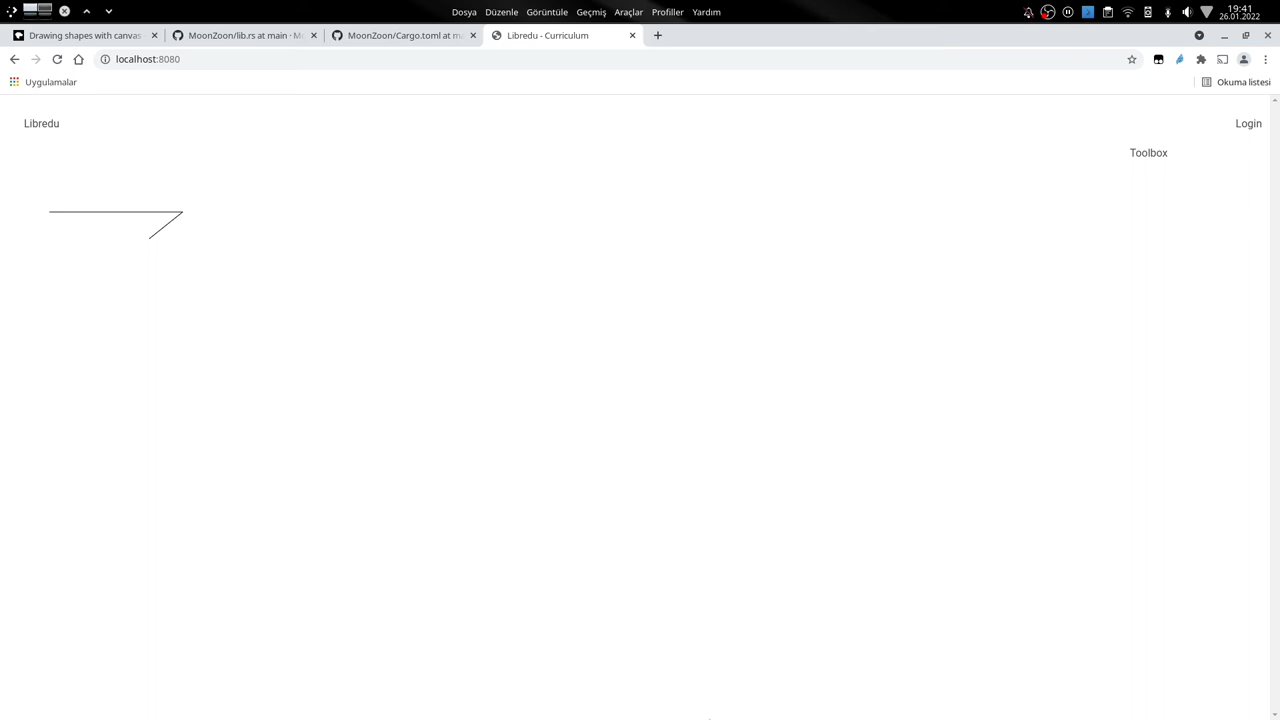 Dosya Düzenle Görüntüle Geçmiş Araçlar Profiller Yardım
19:41
26.01.2022
Drawing shapes with canvas
MoonZoon/lib.rs at main · M
MoonZoon/Cargo.toml at ma
Libredu - Curriculum
localhost:8080
Uygulamalar
Okuma listesi
Libredu
Login
Toolbox